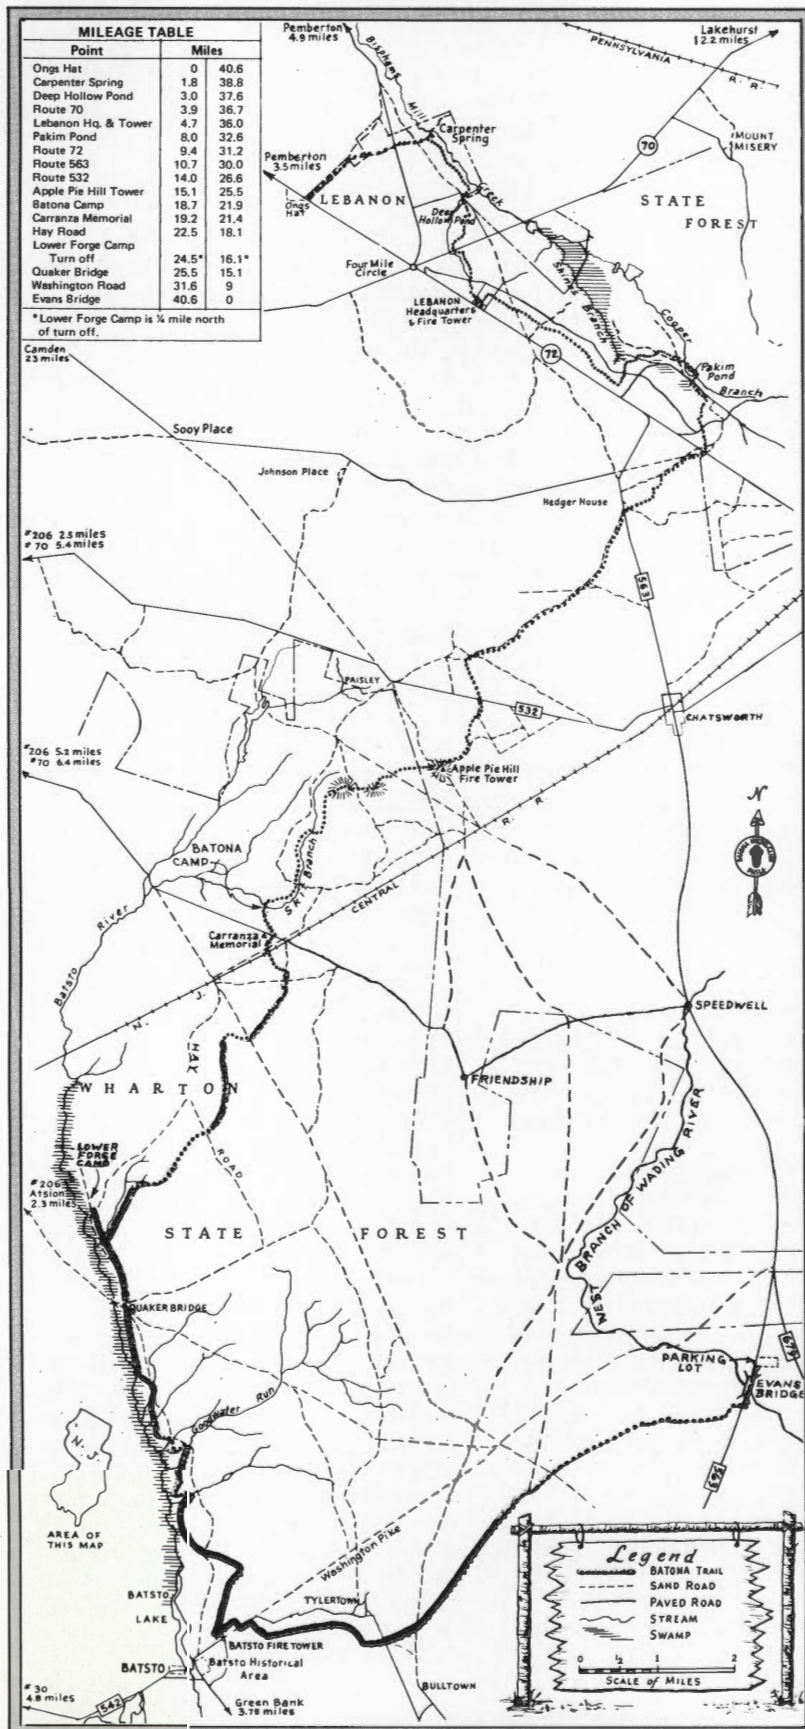 MILEAGE TABLE
Point Miles
Ongs Hat 0 40.6
Carpenter Spring 1.8 38.8
Deep Hollow Pond 3.0 37.6
Route 70 3.9 36.7
Lebanon Hq. & Tower 4.7 36.0
Pakim Pond 8.0 32.6
Route 72 9.4 31.2
Route 563 10.7 30.0
Route 532 14.0 26.6
Apple Pie Hill Tower 15.1 25.5
Batona Camp 18.7 21.9
Carranza Memorial 19.2 21.4
Hay Road 22.5 18.1
Lower Forge Camp
Turn off 24.5* 16.1*
Quaker Bridge 25.5 15.1
Washington Road 31.6 9
Evans Bridge 40.6 0
*Lower Forge Camp is ¼ mile north
of turn off.
Pemberton
4.9 miles
Lakehurst
12.2 miles
PENNSYLVANIA R. R.
Bisphams Mill Creek
Carpenter
Spring
70
MOUNT
MISERY
Pemberton
3.5 miles
Ongs
Hat
LEBANON
STATE
FOREST
Deep
Hollow Pond
Four Mile
Circle
Shinns Branch
Cooper
Branch
LEBANON
Headquarters
& Fire Tower
72
Pakim
Pond
Camden
23 miles
Sooy Place
Johnson Place
Hedger House
#206 2.3 miles
#70 5.4 miles
563
PAISLEY
532
CHATSWORTH
#206 5.2 miles
#70 6.4 miles
Apple Pie Hill
Fire Tower
N
BATONA
CAMP
Skit Branch
N. J. CENTRAL R. R.
Carranza
Memorial
Batsto River
SPEEDWELL
FRIENDSHIP
HAY ROAD
WHARTON
STATE FOREST
LOWER
FORGE
CAMP
#206
Atsion
2.3 miles
WEST BRANCH OF WADING RIVER
QUAKER BRIDGE
679
PARKING
LOT
EVANS
BRIDGE
Goodwater Run
563
N. J.
AREA OF
THIS MAP
Washington Pike
BATSTO
LAKE
TYLERTOWN
BATSTO FIRE TOWER
BATSTO
Batsto Historical
Area
BULLTOWN
#30
4.8 miles
542
Green Bank
3.75 miles
Legend
BATONA TRAIL
SAND ROAD
PAVED ROAD
STREAM
SWAMP
0 ½ 1 2
SCALE of MILES